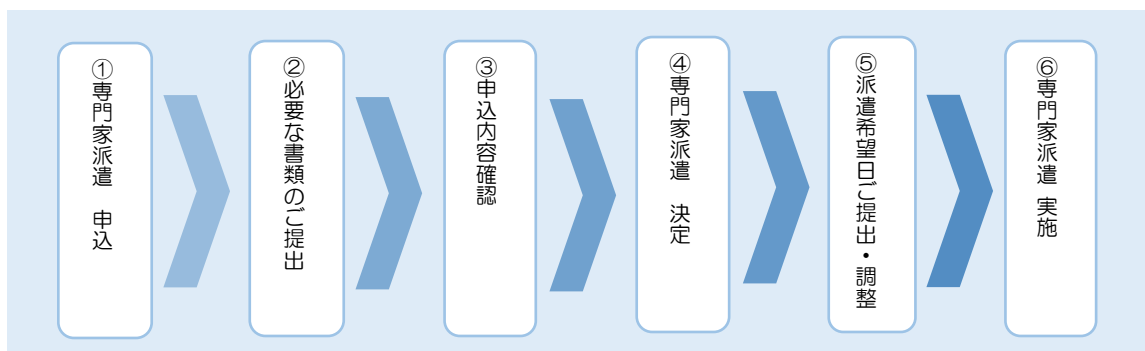 ①専門家派遣　申込
②必要な書類のご提出
③申込内容確認
④専門家派遣　決定
⑤派遣希望日ご提出・調整
⑥専門家派遣 実施